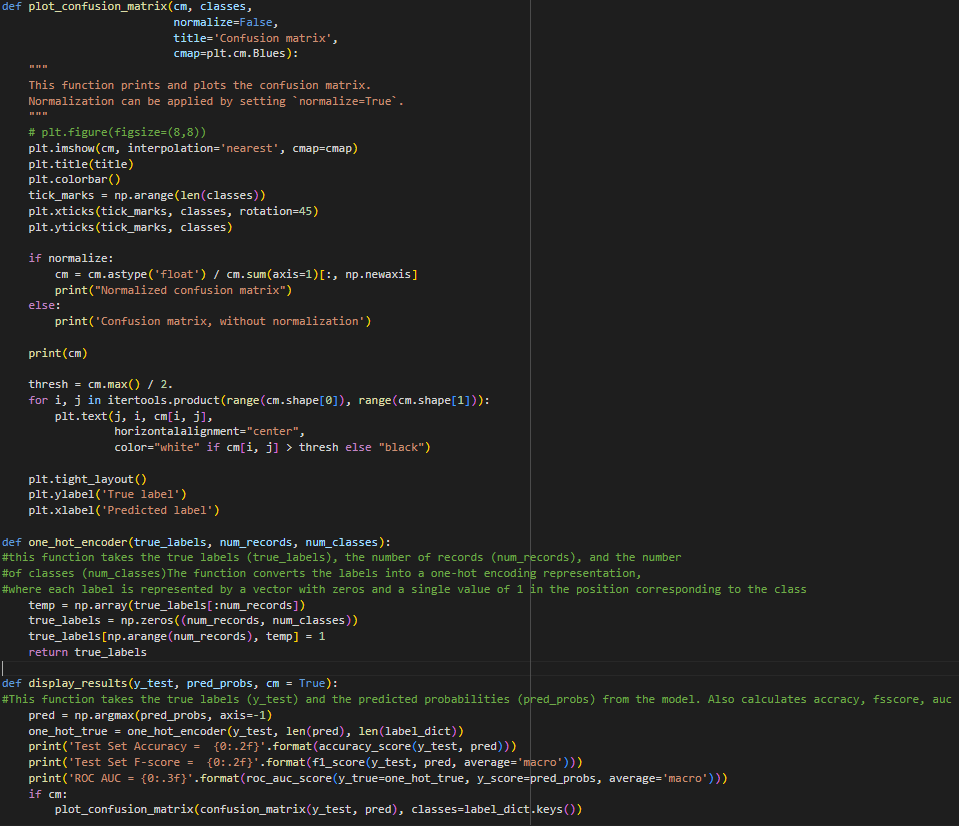 def plot_confusion_matrix(cm, classes,
                          normalize=False,
                          title='Confusion matrix',
                          cmap=plt.cm.Blues):
    """
    This function prints and plots the confusion matrix.
    Normalization can be applied by setting `normalize=True`.
    """
    # plt.figure(figsize=(8,8))
    plt.imshow(cm, interpolation='nearest', cmap=cmap)
    plt.title(title)
    plt.colorbar()
    tick_marks = np.arange(len(classes))
    plt.xticks(tick_marks, classes, rotation=45)
    plt.yticks(tick_marks, classes)

    if normalize:
        cm = cm.astype('float') / cm.sum(axis=1)[:, np.newaxis]
        print("Normalized confusion matrix")
    else:
        print('Confusion matrix, without normalization')

    print(cm)

    thresh = cm.max() / 2.
    for i, j in itertools.product(range(cm.shape[0]), range(cm.shape[1])):
        plt.text(j, i, cm[i, j],
                 horizontalalignment="center",
                 color="white" if cm[i, j] > thresh else "black")

    plt.tight_layout()
    plt.ylabel('True label')
    plt.xlabel('Predicted label')

def one_hot_encoder(true_labels, num_records, num_classes):
#this function takes the true labels (true_labels), the number of records (num_records), and the number
#of classes (num_classes)The function converts the labels into a one-hot encoding representation,
#where each label is represented by a vector with zeros and a single value of 1 in the position corresponding to the class
    temp = np.array(true_labels[:num_records])
    true_labels = np.zeros((num_records, num_classes))
    true_labels[np.arange(num_records), temp] = 1
    return true_labels

def display_results(y_test, pred_probs, cm = True):
#This function takes the true labels (y_test) and the predicted probabilities (pred_probs) from the model. Also calculates accracy, fsscore, auc
    pred = np.argmax(pred_probs, axis=-1)
    one_hot_true = one_hot_encoder(y_test, len(pred), len(label_dict))
    print('Test Set Accuracy =  {0:.2f}'.format(accuracy_score(y_test, pred)))
    print('Test Set F-score =  {0:.2f}'.format(f1_score(y_test, pred, average='macro')))
    print('ROC AUC = {0:.3f}'.format(roc_auc_score(y_true=one_hot_true, y_score=pred_probs, average='macro')))
    if cm:
        plot_confusion_matrix(confusion_matrix(y_test, pred), classes=label_dict.keys())